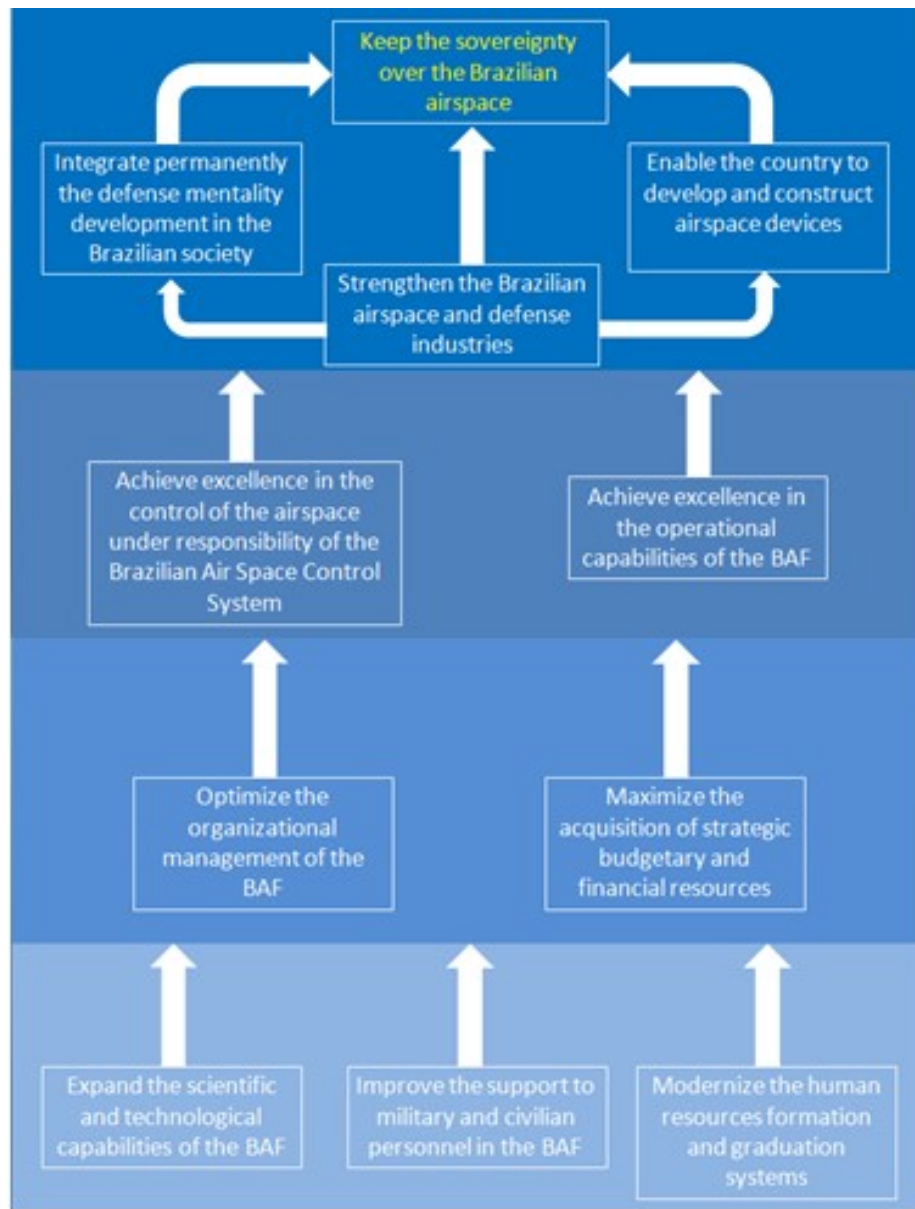 Keep the sovereignty
over the Brazilian
airspace
Integrate permanently
the defense mentality
development in the
Brazilian society
Enable the country to
develop and construct
airspace devices
Strengthen the Brazilian
airspace and defense
industries
Achieve excellence in the
control of the airspace
under responsibility of the
Brazilian Air Space Control
System
Achieve excellence in
the operational
capabilities of the BAF
Optimize the
organizational
management of the
BAF
Maximize the
acquisition of strategic
budgetary and
financial resources
Expand the scientific
and technological
capabilities of the BAF
Improve the support to
military and civilian
personnel in the BAF
Modernize the human
resources formation
and graduation
systems